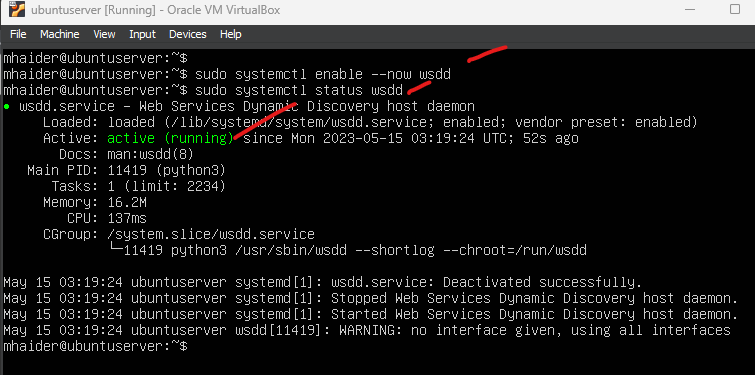 ubuntuserver [Running] - Oracle VM VirtualBox
File Machine View Input Devices Help
mhaider@ubuntuserver:~$
mhaider@ubuntuserver:~$ sudo systemctl enable --now wsdd
mhaider@ubuntuserver:~$ sudo systemctl status wsdd
● wsdd.service - Web Services Dynamic Discovery host daemon
Loaded: loaded (/lib/systemd/system/wsdd.service; enabled; vendor preset: enabled)
Active: active (running) since Mon 2023-05-15 03:19:24 UTC; 52s ago
Docs: man:wsdd(8)
Main PID: 11419 (python3)
Tasks: 1 (limit: 2234)
Memory: 16.2M
CPU: 137ms
CGroup: /system.slice/wsdd.service
└─11419 python3 /usr/sbin/wsdd --shortlog --chroot=/run/wsdd
May 15 03:19:24 ubuntuserver systemd[1]: wsdd.service: Deactivated successfully.
May 15 03:19:24 ubuntuserver systemd[1]: Stopped Web Services Dynamic Discovery host daemon.
May 15 03:19:24 ubuntuserver systemd[1]: Started Web Services Dynamic Discovery host daemon.
May 15 03:19:24 ubuntuserver wsdd[11419]: WARNING: no interface given, using all interfaces
mhaider@ubuntuserver:~$